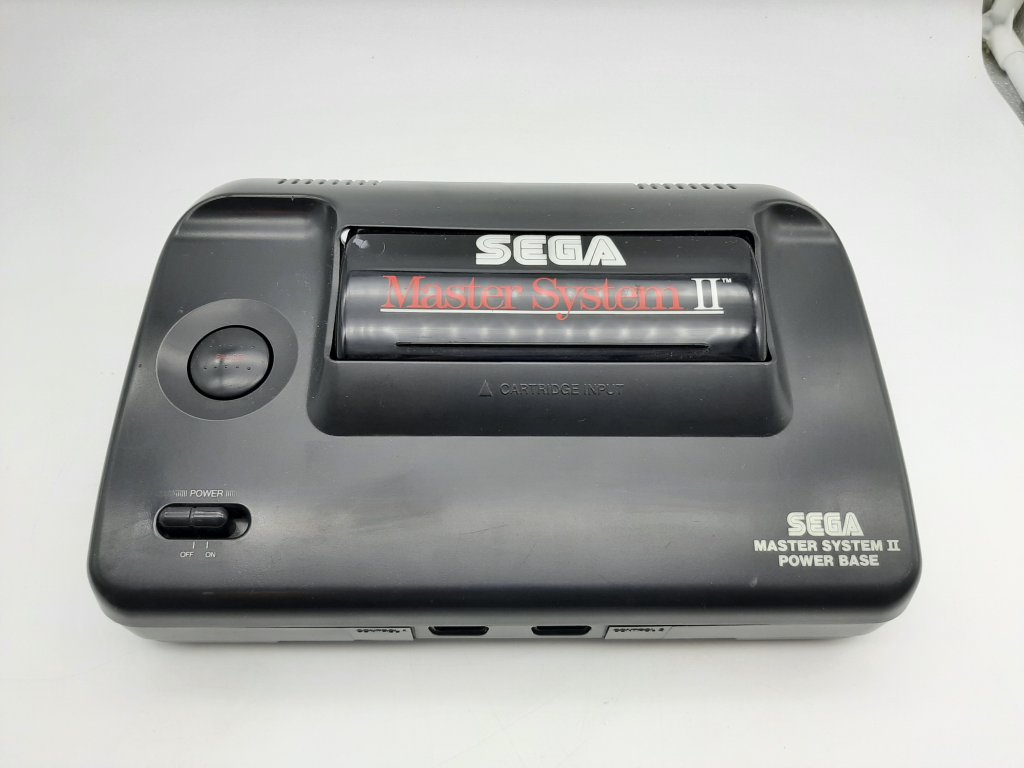 SEGA
Master System II™
CARTRIDGE INPUT
POWER
OFF ON
SEGA
MASTER SYSTEM II
POWER BASE